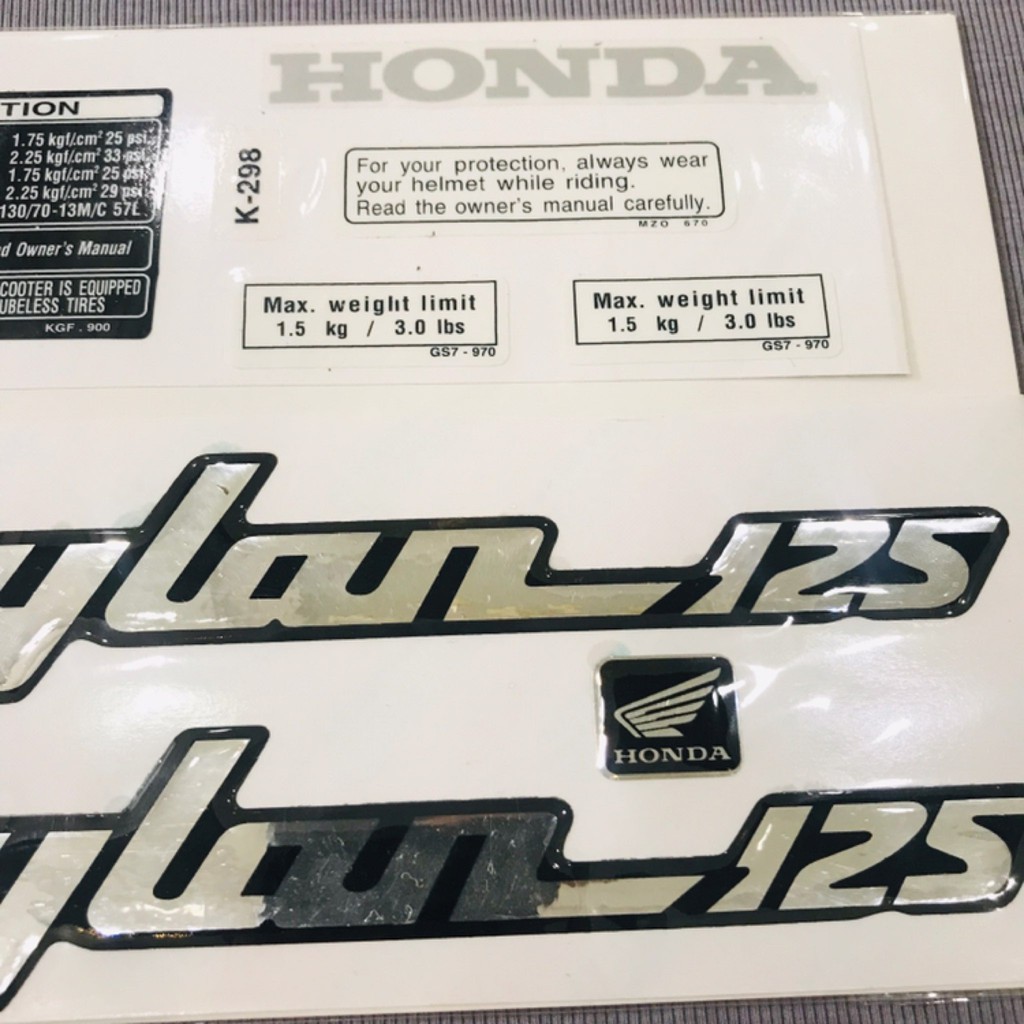 HONDA
TION
1.75 kgf/cm² 25 psi
2.25 kgf/cm² 33 psi
1.75 kgf/cm² 25 psi
2.25 kgf/cm² 29 psi
130/70-13M/C 57L
d Owner's Manual
COOTER IS EQUIPPED
UBELESS TIRES
KGF . 900
K-298
For your protection, always wear
your helmet while riding.
Read the owner's manual carefully.
MZO 670
Max. weight limit
1.5 kg / 3.0 lbs
GS7 - 970
Max. weight limit
1.5 kg / 3.0 lbs
GS7 - 970
ylan 125
HONDA
ylan 125